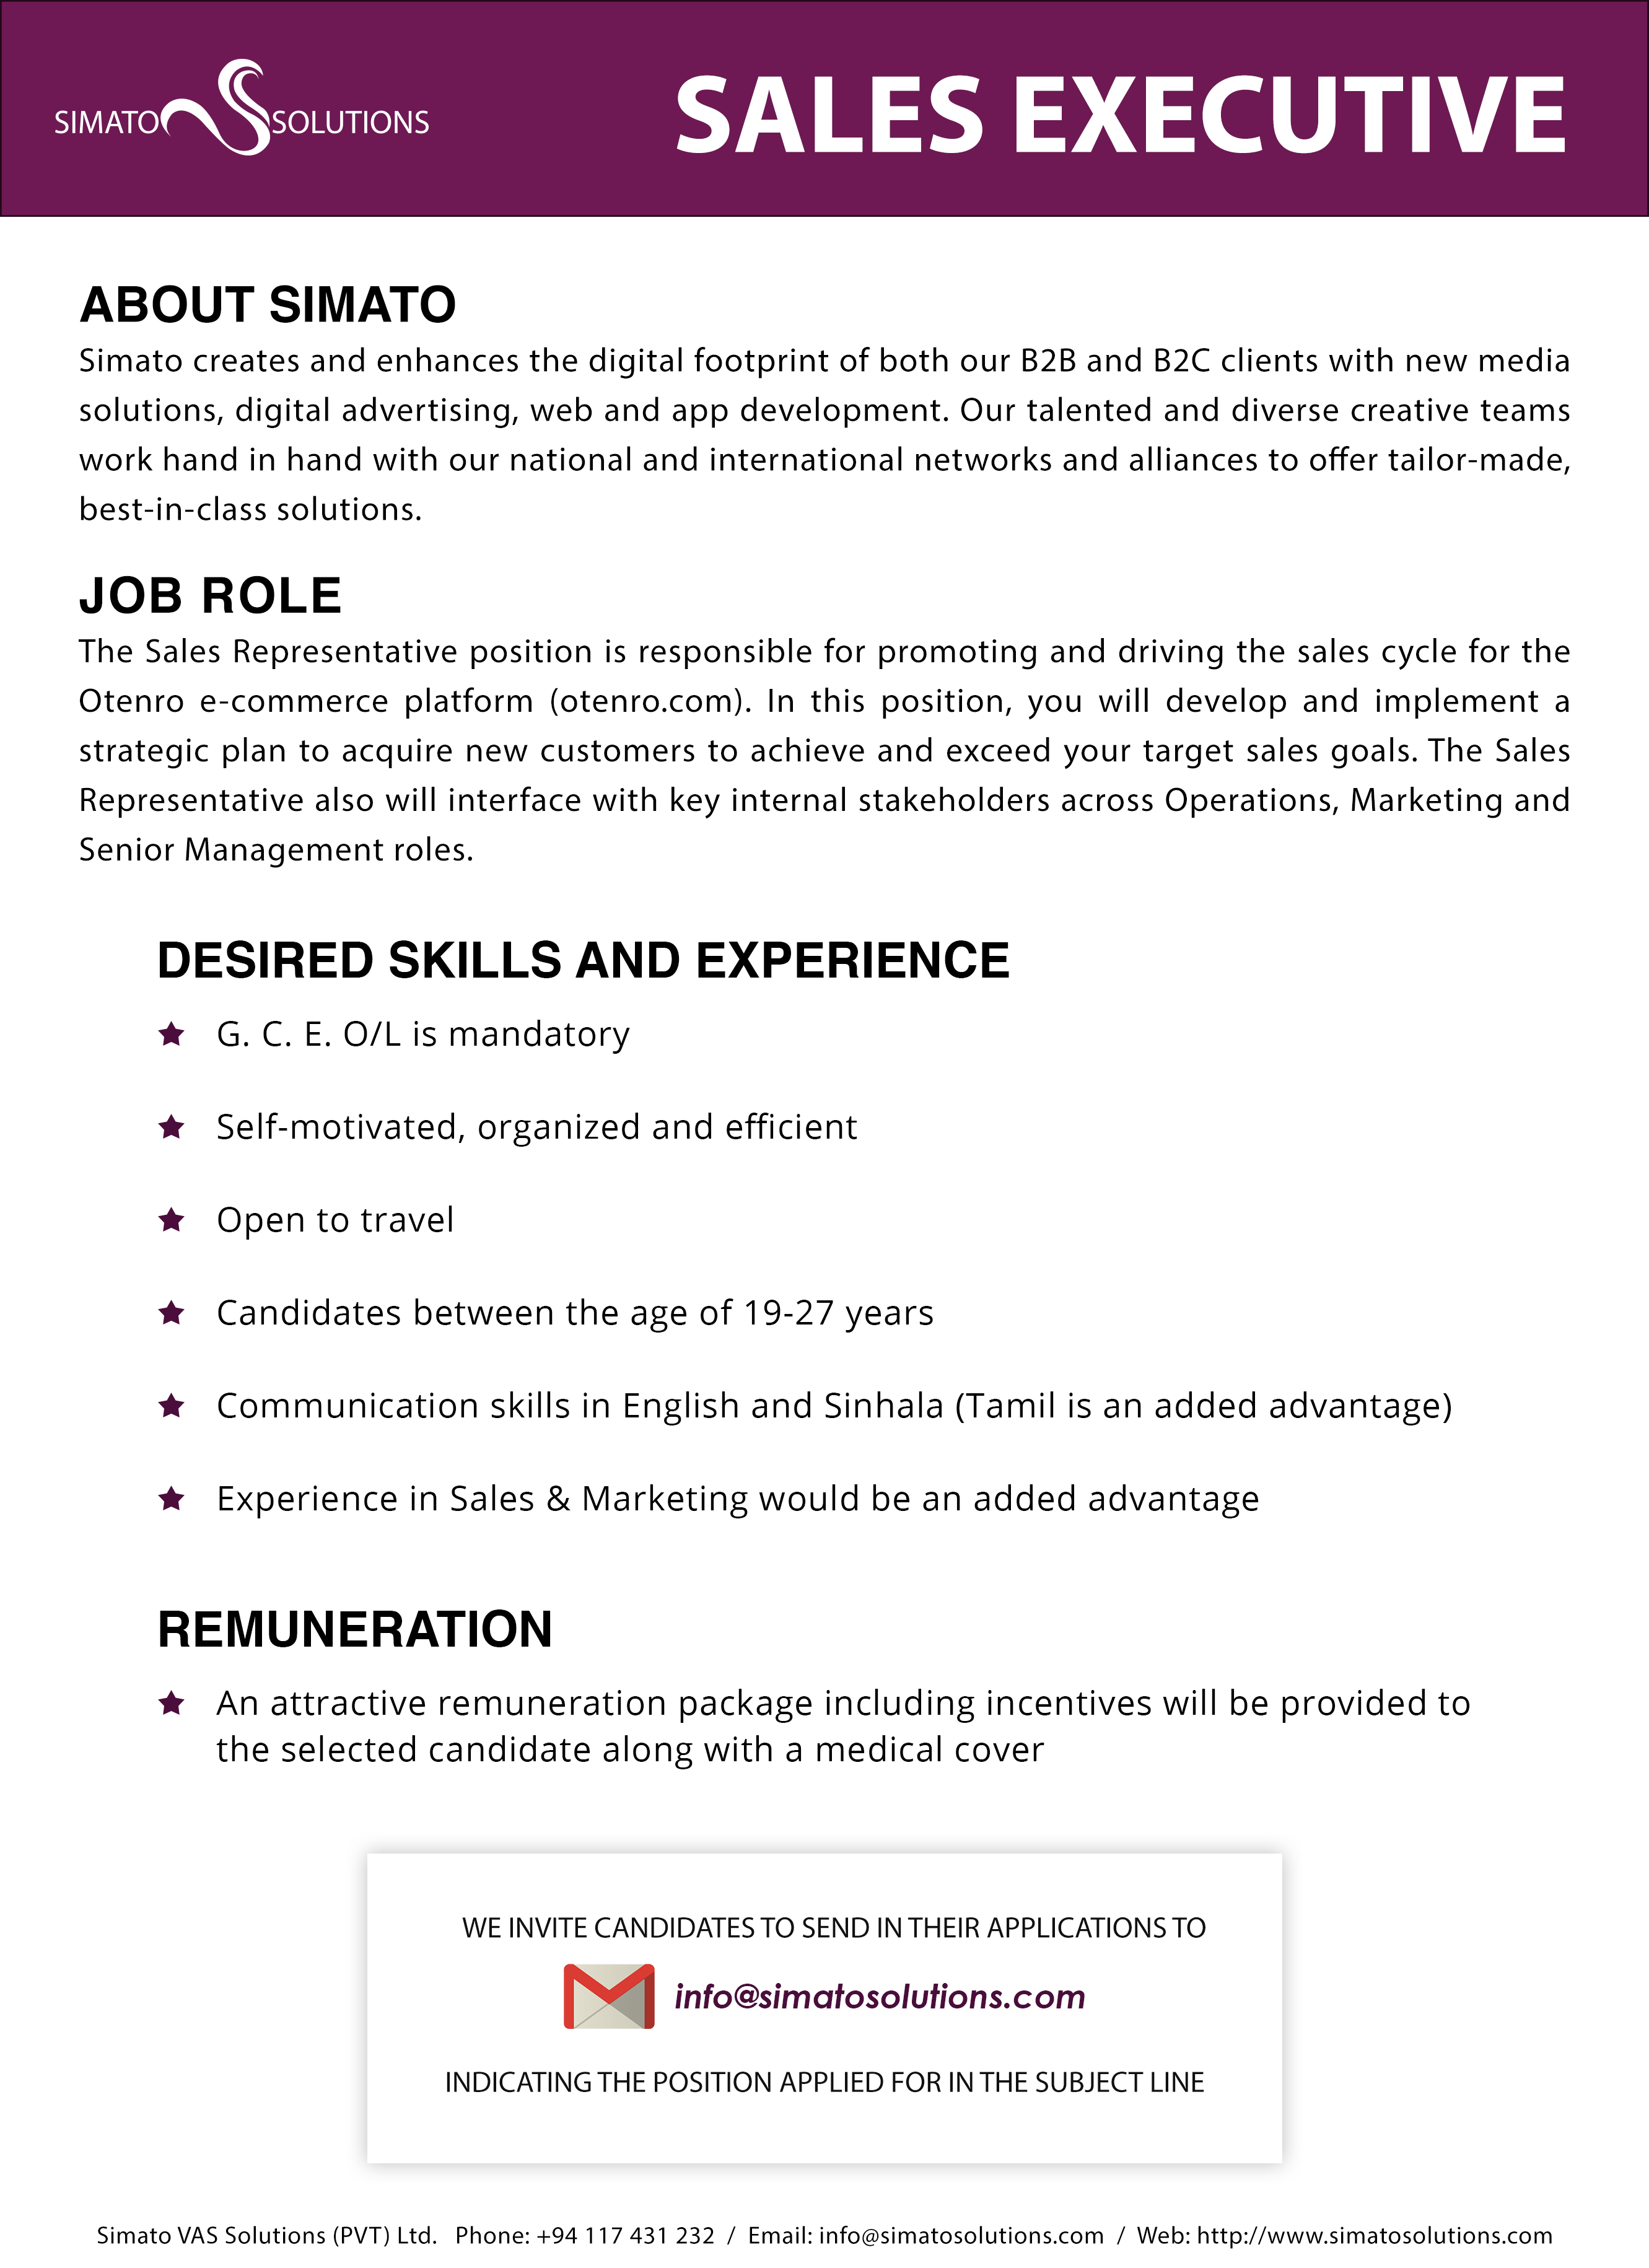 SIMATO SOLUTIONS
SALES EXECUTIVE
ABOUT SIMATO
Simato creates and enhances the digital footprint of both our B2B and B2C clients with new media
solutions, digital advertising, web and app development. Our talented and diverse creative teams
work hand in hand with our national and international networks and alliances to offer tailor-made,
best-in-class solutions.
JOB ROLE
The Sales Representative position is responsible for promoting and driving the sales cycle for the
Otenro e-commerce platform (otenro.com). In this position, you will develop and implement a
strategic plan to acquire new customers to achieve and exceed your target sales goals. The Sales
Representative also will interface with key internal stakeholders across Operations, Marketing and
Senior Management roles.
DESIRED SKILLS AND EXPERIENCE
G. C. E. O/L is mandatory
Self-motivated, organized and efficient
Open to travel
Candidates between the age of 19-27 years
Communication skills in English and Sinhala (Tamil is an added advantage)
Experience in Sales & Marketing would be an added advantage
REMUNERATION
An attractive remuneration package including incentives will be provided to
the selected candidate along with a medical cover
WE INVITE CANDIDATES TO SEND IN THEIR APPLICATIONS TO
info@simatosolutions.com
INDICATING THE POSITION APPLIED FOR IN THE SUBJECT LINE
Simato VAS Solutions (PVT) Ltd. Phone: +94 117 431 232 / Email: info@simatosolutions.com / Web: http://www.simatosolutions.com